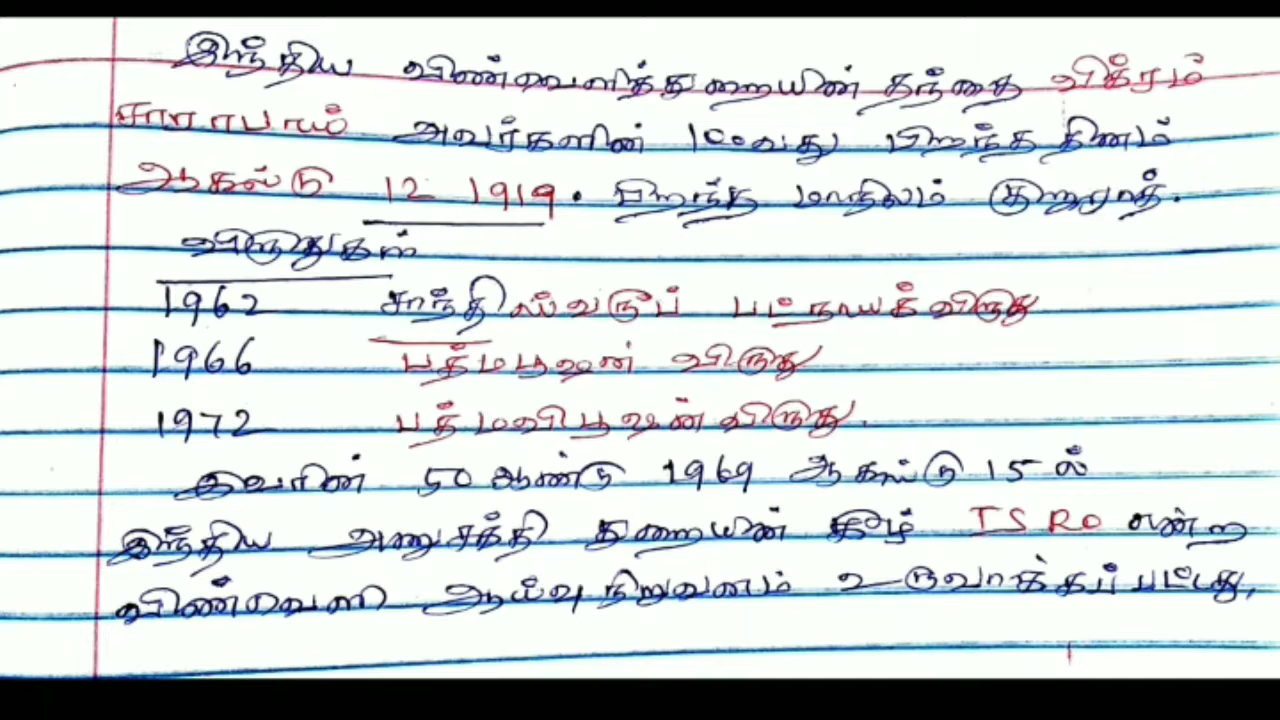 இந்திய விண்வெளித்துறையின் தந்தை விக்ரம்
சாராபாய் அவர்களின் 100வது பிறந்த தினம்
ஆகஸ்டு 12 1919. பிறந்த மாநிலம் குஜராத்.
விருதுகள்
1962 சாந்தி ஸ்வரூப் பட்நாயக் விருது
1966 பத்மபூஷன் விருது
1972 பத்மவிபூஷன் விருது.
இவரின் 50 ஆண்டு 1969 ஆகஸ்டு 15 ல்
இந்திய அணுசக்தி துறையின் கீழ் ISRO என்ற
விண்வெளி ஆய்வு நிறுவனம் உருவாக்கப் பட்டது,